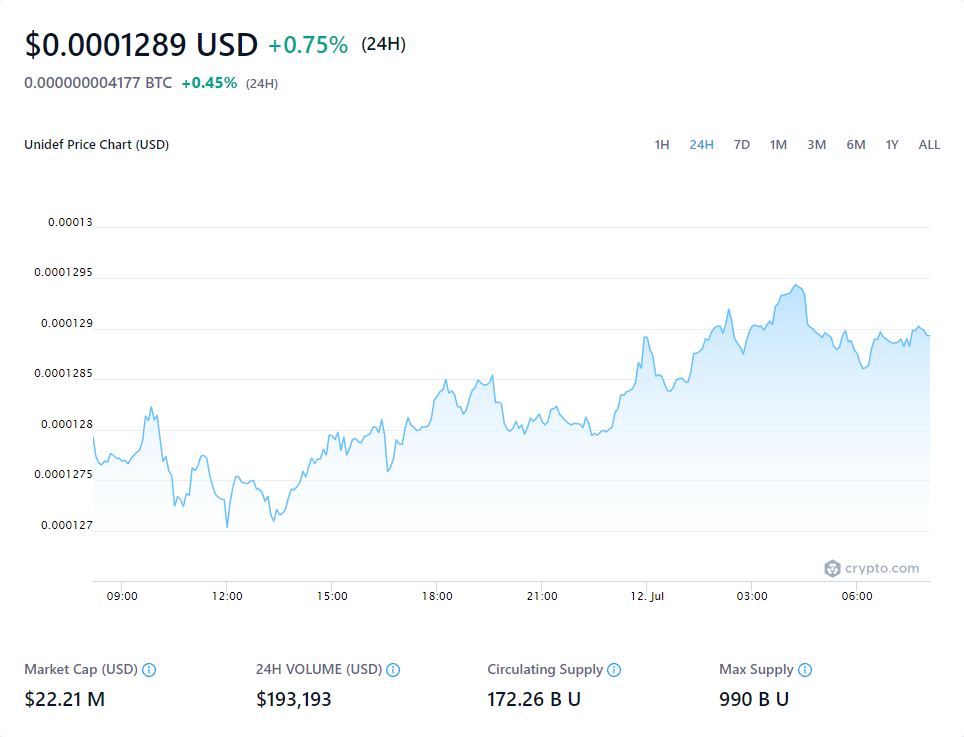 $0.0001289 USD +0.75% (24H)
0.000000004177 BTC +0.45% (24H)
Unidef Price Chart (USD) 1H 24H 7D 1M 3M 6M 1Y ALL
0.00013
0.0001295
0.000129
0.0001285
0.000128
0.0001275
0.000127
crypto.com
09:00 12:00 15:00 18:00 21:00 12. Jul 03:00 06:00
Market Cap (USD) 24H VOLUME (USD) Circulating Supply Max Supply
$22.21 M $193,193 172.26 B U 990 B U